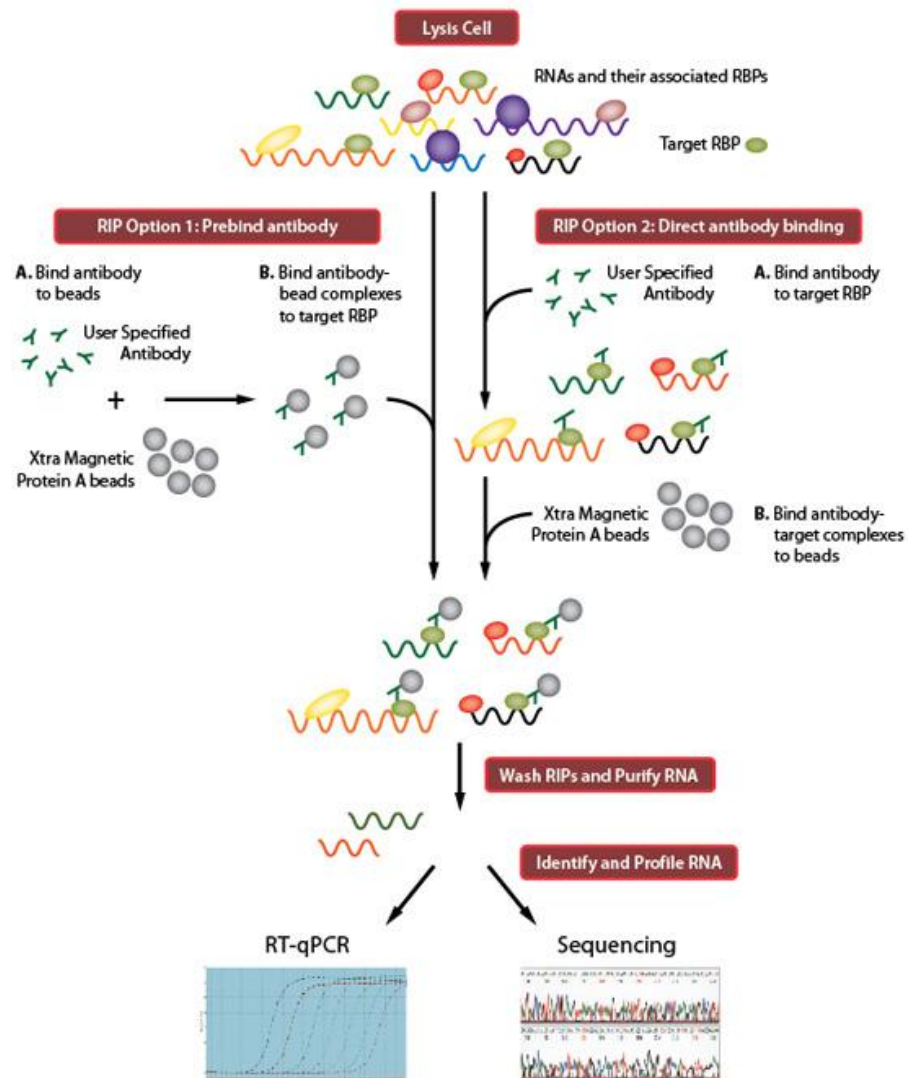 Lysis Cell
RNAs and their associated RBPs
Target RBP
RIP Option 1: Prebind antibody
A. Bind antibody
to beads
User Specified
Antibody
+
Xtra Magnetic
Protein A beads
B. Bind antibody-
bead complexes
to target RBP
RIP Option 2: Direct antibody binding
User Specified
Antibody
A. Bind antibody
to target RBP
Xtra Magnetic
Protein A beads
B. Bind antibody-
target complexes
to beads
Wash RIPs and Purify RNA
Identify and Profile RNA
RT-qPCR
Sequencing